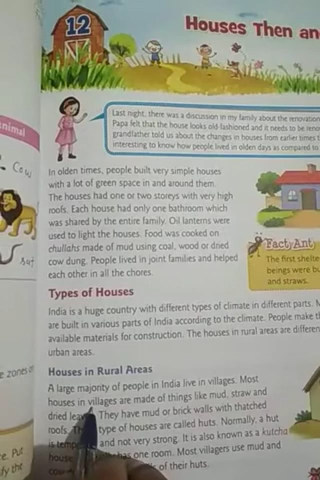 12
Houses Then an
Last night, there was a discussion in my family about the renovation
Papa felt that the house looks old-fashioned and it needs to be reno
grandfather told us about the changes in houses from earlier times t
interesting to know how people lived in olden days as compared to
In olden times, people built very simple houses
with a lot of green space in and around them.
The houses had one or two storeys with very high
roofs. Each house had only one bathroom which
was shared by the entire family. Oil lanterns were
used to light the houses. Food was cooked on
chullahs made of mud using coal, wood or dried
cow dung. People lived in joint families and helped
each other in all the chores.
Fact Ant
The first shelte
beings were bu
and straws.
Types of Houses
India is a huge country with different types of climate in different parts.
are built in various parts of India according to the climate. People make th
available materials for construction. The houses in rural areas are differen
urban areas.
Houses in Rural Areas
A large majority of people in India live in villages. Most
houses in villages are made of things like mud, straw and
dried They have mud or brick walls with thatched
roofs. type of houses are called huts. Normally, a hut
is and not very strong. It is also known as a kutcha
house. has one room. Most villagers use mud and
cow of their huts.
nimal
Cow
e zones o
e. Put
fy the